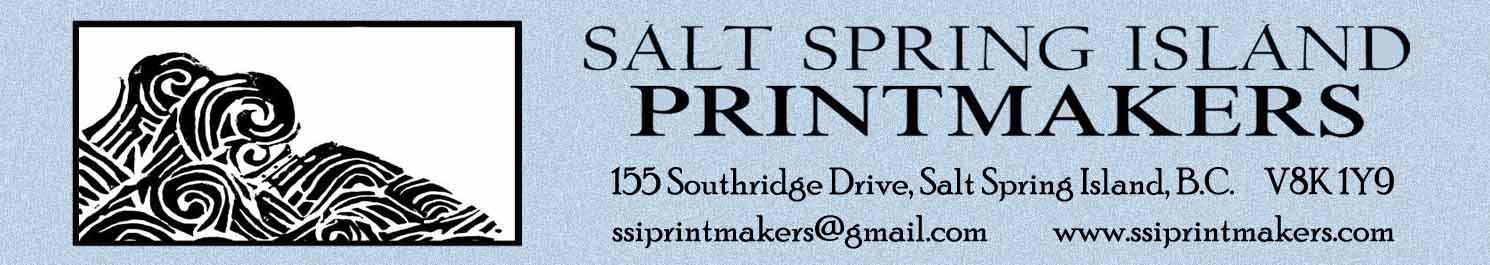 SALT SPRING ISLAND
PRINTMAKERS
155 Southridge Drive, Salt Spring Island, B.C. V8K 1Y9
ssiprintmakers@gmail.com www.ssiprintmakers.com